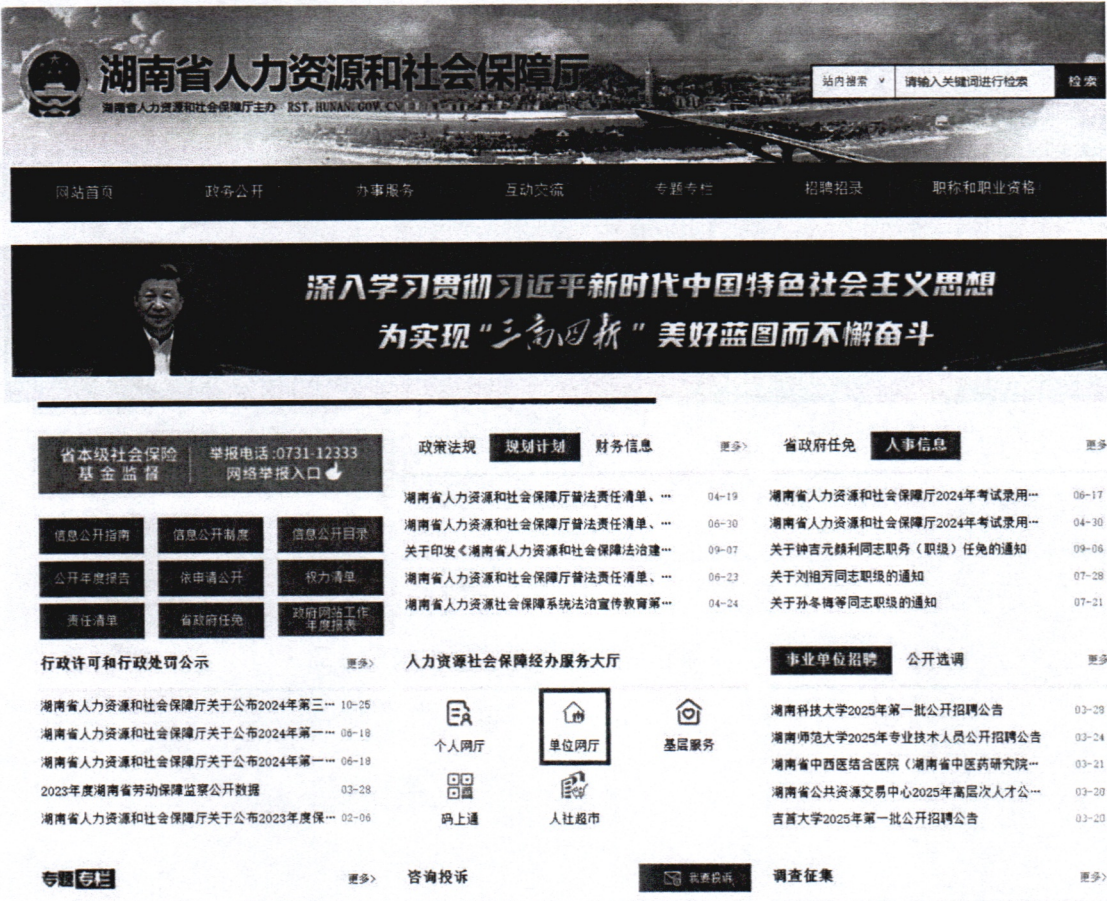 湖南省人力资源和社会保障厅
湖南省人力资源和社会保障厅主办 RST.HUNAN.GOV.CN
站内搜索 请输入关键词进行检索 检索
网站首页 政务公开 办事服务 互动交流 专题专栏 招聘招录 职称和职业资格
深入学习贯彻习近平新时代中国特色社会主义思想
为实现“三高四新”美好蓝图而不懈奋斗
省本级社会保险
基金监督
举报电话:0731-12333
网络举报入口
信息公开指南 信息公开制度 信息公开目录
公开年度报告 依申请公开 权力清单
责任清单 省政府任免 政府网站工作
年度报表
政策法规 规划计划 财务信息 更多>
湖南省人力资源和社会保障厅普法责任清单、… 04-19
湖南省人力资源和社会保障厅普法责任清单、… 06-30
关于印发《湖南省人力资源和社会保障法治建… 09-07
湖南省人力资源和社会保障厅普法责任清单、… 06-23
湖南省人力资源社会保障系统法治宣传教育第… 04-24
省政府任免 人事信息 更多
湖南省人力资源和社会保障厅2024年考试录用… 06-17
湖南省人力资源和社会保障厅2024年考试录用… 04-30
关于钟吉元颜利同志职务（职级）任免的通知 09-06
关于刘祖芳同志职级的通知 07-28
关于孙冬梅等同志职级的通知 07-21
行政许可和行政处罚公示 更多>
湖南省人力资源和社会保障厅关于公布2024年第三… 10-25
湖南省人力资源和社会保障厅关于公布2024年第一… 06-18
湖南省人力资源和社会保障厅关于公布2024年第一… 06-18
2023年度湖南省劳动保障监察公开数据 03-28
湖南省人力资源和社会保障厅关于公布2023年度保… 02-06
人力资源社会保障经办服务大厅
个人网厅 单位网厅 基层服务
码上通 人社超市
事业单位招聘 公开选调 更多
湖南科技大学2025年第一批公开招聘公告 03-28
湖南师范大学2025年专业技术人员公开招聘公告 03-24
湖南省中西医结合医院（湖南省中医药研究院… 03-21
湖南省公共资源交易中心2025年高层次人才公… 03-20
吉首大学2025年第一批公开招聘公告 03-20
专题专栏 更多>
咨询投诉 我要投诉
调查征集 更多>